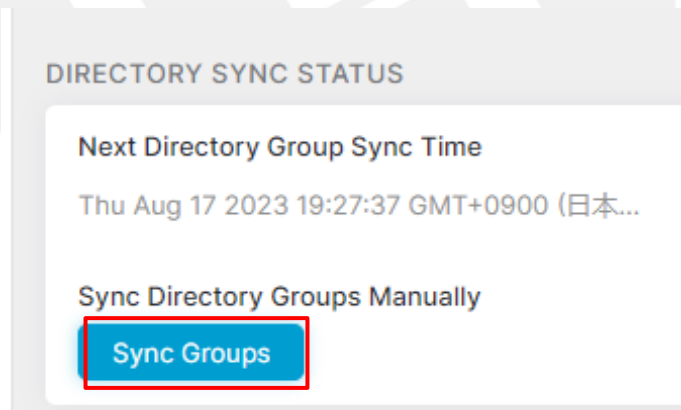 DIRECTORY SYNC STATUS
Next Directory Group Sync Time
Thu Aug 17 2023 19:27:37 GMT+0900 (日本...
Sync Directory Groups Manually
Sync Groups